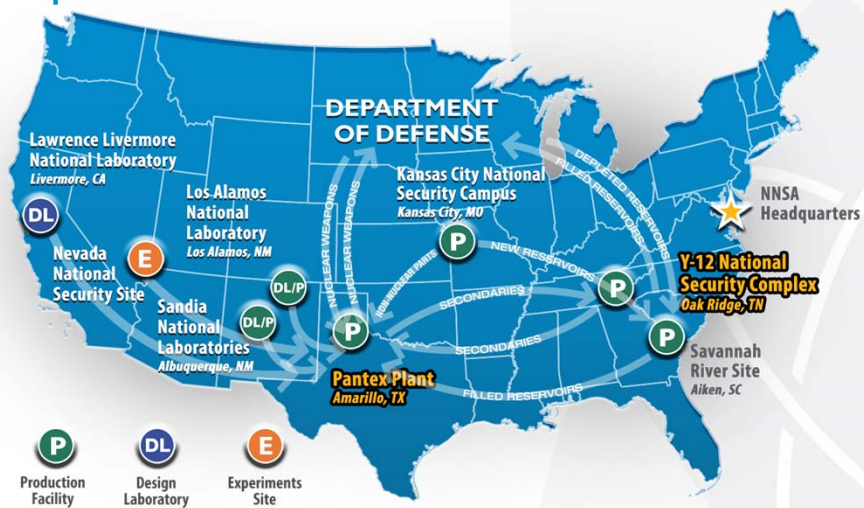 DEPARTMENT
OF DEFENSE
Lawrence Livermore
National Laboratory
Livermore, CA
DL
Nevada
National
Security Site
E
Los Alamos
National
Laboratory
Los Alamos, NM
DL/P
Sandia
National
Laboratories
Albuquerque, NM
DL/P
NUCLEAR WEAPONS
NUCLEAR WEAPONS
Kansas City National
Security Campus
Kansas City, MO
P
NON-NUCLEAR PARTS
NEW RESERVOIRS
DEPLETED RESERVOIRS
FILLED RESERVOIRS
NNSA
Headquarters
Y-12 National
Security Complex
Oak Ridge, TN
P
SECONDARIES
SECONDARIES
P
Pantex Plant
Amarillo, TX
P
Savannah
River Site
Aiken, SC
FILLED RESERVOIRS
P
Production
Facility
DL
Design
Laboratory
E
Experiments
Site